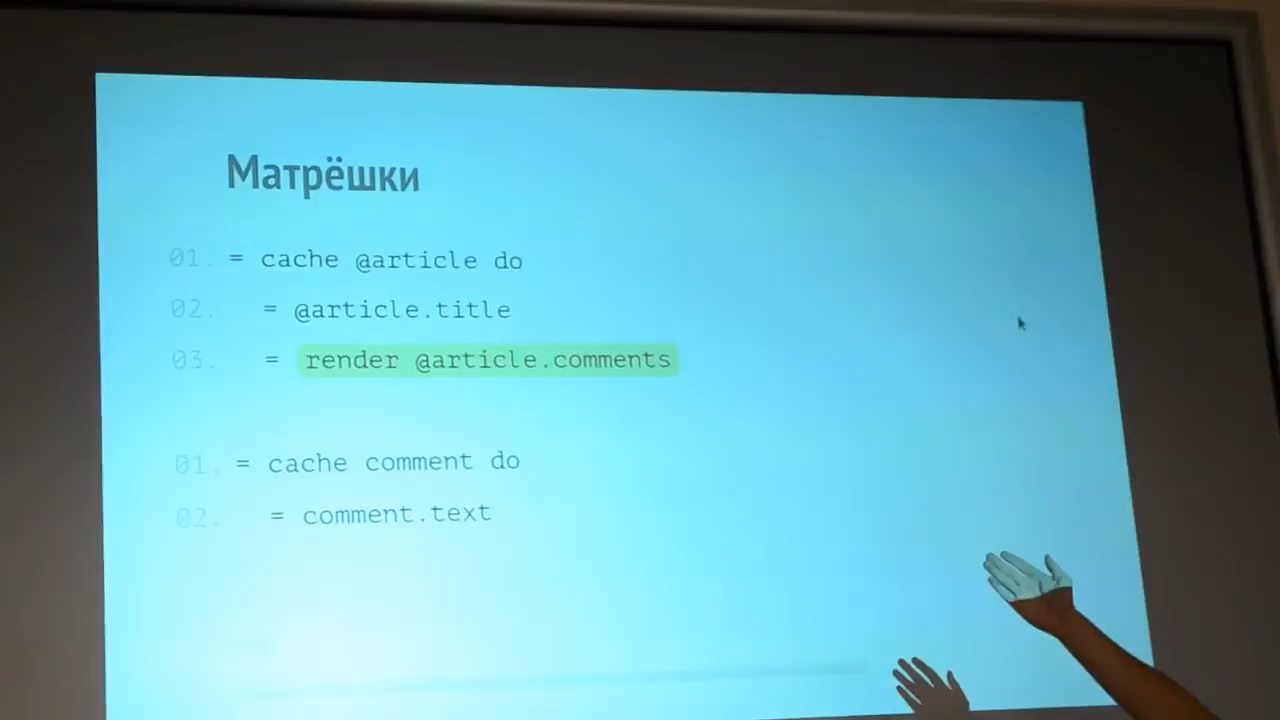 Матрёшки
01. = cache @article do
02. = @article.title
03. = render @article.comments
01. = cache comment do
02. = comment.text